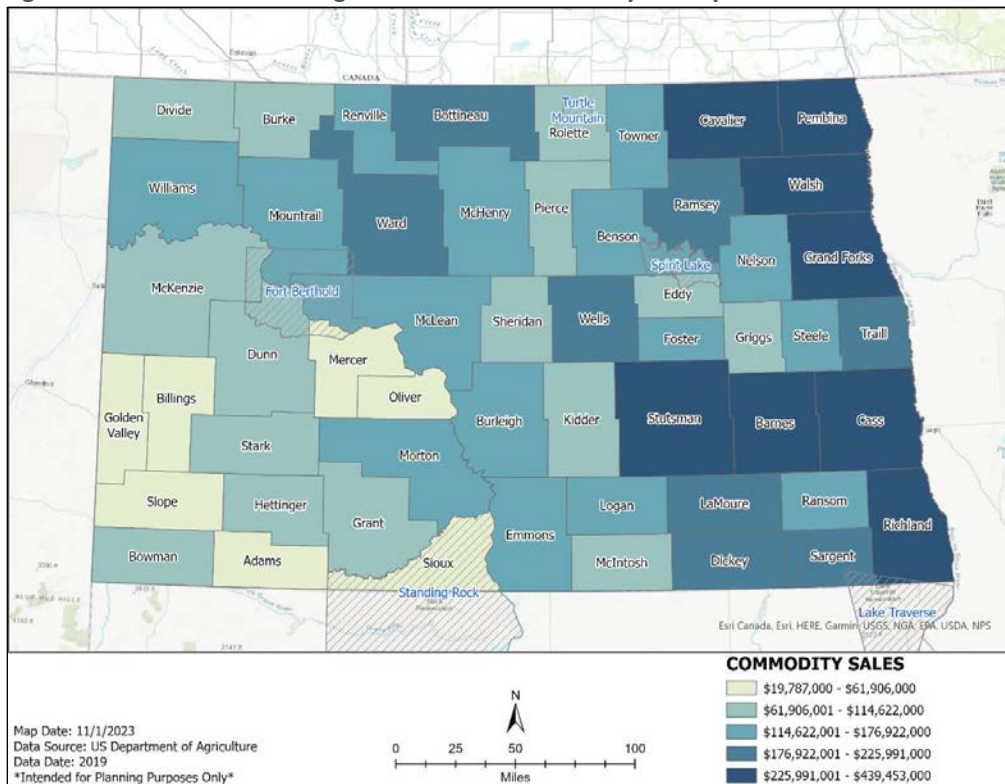 Estevan
CANADA
Divide
Burke
Renville
Bottineau
Turtle
Mountain
Rolette
Towner
Cavalier
Pembina
Williams
Mountrail
Ward
McHenry
Pierce
Benson
Ramsey
Walsh
Spirit Lake
Nelson
Grand Forks
McKenzie
Fort Berthold
McLean
Sheridan
Wells
Eddy
Foster
Griggs
Steele
Traill
Dunn
Mercer
Oliver
Golden
Valley
Billings
Burleigh
Kidder
Stutsman
Barnes
Cass
Stark
Morton
Slope
Hettinger
Grant
Emmons
Logan
LaMoure
Ransom
Richland
Bowman
Adams
Sioux
McIntosh
Dickey
Sargent
Standing Rock
Lake Traverse
Esri Canada, Esri, HERE, Garmin, USGS, NGA, EPA, USDA, NPS
COMMODITY SALES
$19,787,000 - $61,906,000
$61,906,001 - $114,622,000
$114,622,001 - $176,922,000
$176,922,001 - $225,991,000
$225,991,001 - $439,453,000
N
0 25 50 100
Miles
Map Date: 11/1/2023
Data Source: US Department of Agriculture
Data Date: 2019
*Intended for Planning Purposes Only*